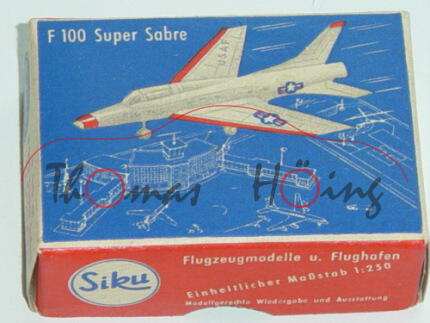 F 100 Super Sabre
USAF
Thomas Höing
Siku
Flugzeugmodelle u. Flughafen
Einheitlicher Maßstab 1:250
Modellgerechte Wiedergabe und Ausstattung